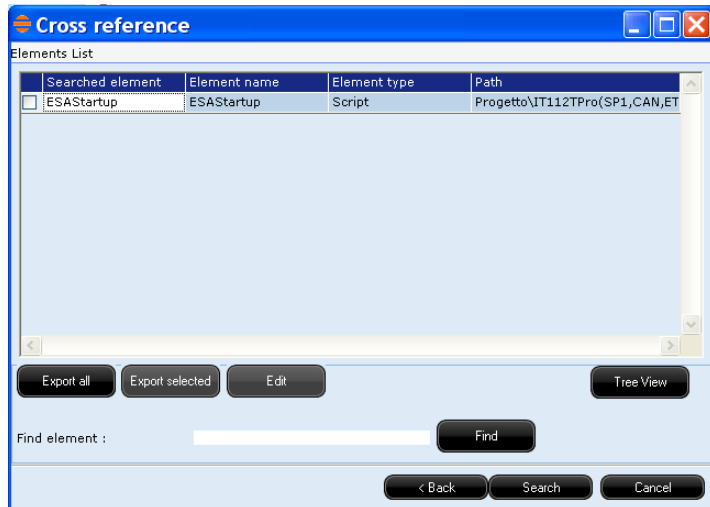 Cross reference
Elements List
Searched element Element name Element type Path
ESAStartup ESAStartup Script Progetto\IT112TPro(SP1,CAN,ET
Export all Export selected Edit Tree View
Find element : Find
< Back Search Cancel